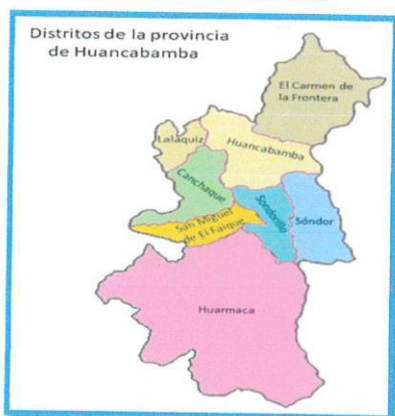 Distritos de la provincia
de Huancabamba
El Carmen de
la Frontera
Lalaquiz
Huancabamba
Canchaque
Sondorillo
Sóndor
San Miguel
de El Faique
Huarmaca